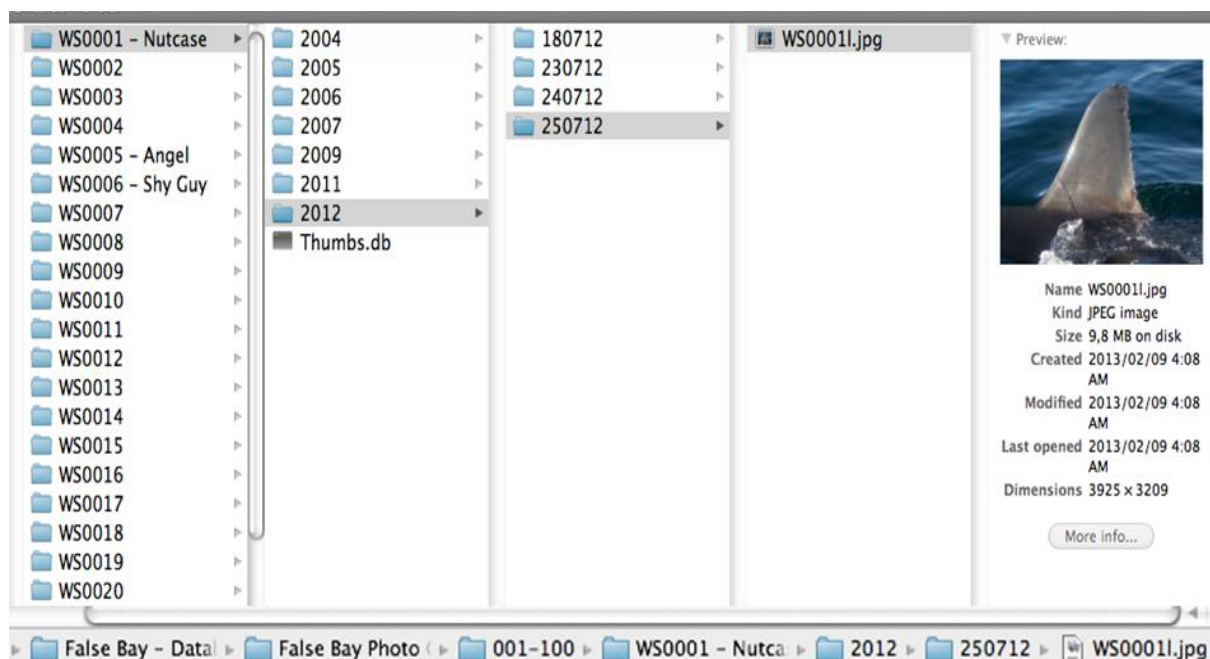 WS0001 – Nutcase
WS0002
WS0003
WS0004
WS0005 – Angel
WS0006 – Shy Guy
WS0007
WS0008
WS0009
WS0010
WS0011
WS0012
WS0013
WS0014
WS0015
WS0016
WS0017
WS0018
WS0019
WS0020
2004
2005
2006
2007
2009
2011
2012
Thumbs.db
180712
230712
240712
250712
WS0001l.jpg
Preview:
Name WS0001l.jpg
Kind JPEG image
Size 9,8 MB on disk
Created 2013/02/09 4:08
AM
Modified 2013/02/09 4:08
AM
Last opened 2013/02/09 4:08
AM
Dimensions 3925 × 3209
More info...
False Bay – Data False Bay Photo ( 001-100 WS0001 – Nutca 2012 250712 WS0001l.jpg